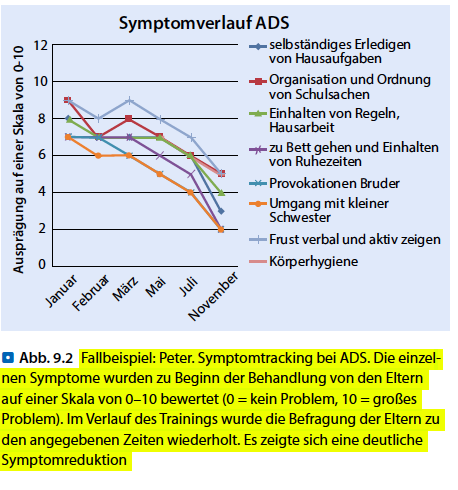 Symptomverlauf ADS
Ausprägung auf einer Skala von 0-10
12
10
8
6
4
2
0
Januar
Februar
März
Mai
Juli
November
selbständiges Erledigen
von Hausaufgaben
Organisation und Ordnung
von Schulsachen
Einhalten von Regeln,
Hausarbeit
zu Bett gehen und Einhalten
von Ruhezeiten
Provokationen Bruder
Umgang mit kleiner
Schwester
Frust verbal und aktiv zeigen
Körperhygiene
Abb. 9.2 Fallbeispiel: Peter. Symptomtracking bei ADS. Die einzel-
nen Symptome wurden zu Beginn der Behandlung von den Eltern
auf einer Skala von 0–10 bewertet (0 = kein Problem, 10 = großes
Problem). Im Verlauf des Trainings wurde die Befragung der Eltern zu
den angegebenen Zeiten wiederholt. Es zeigte sich eine deutliche
Symptomreduktion